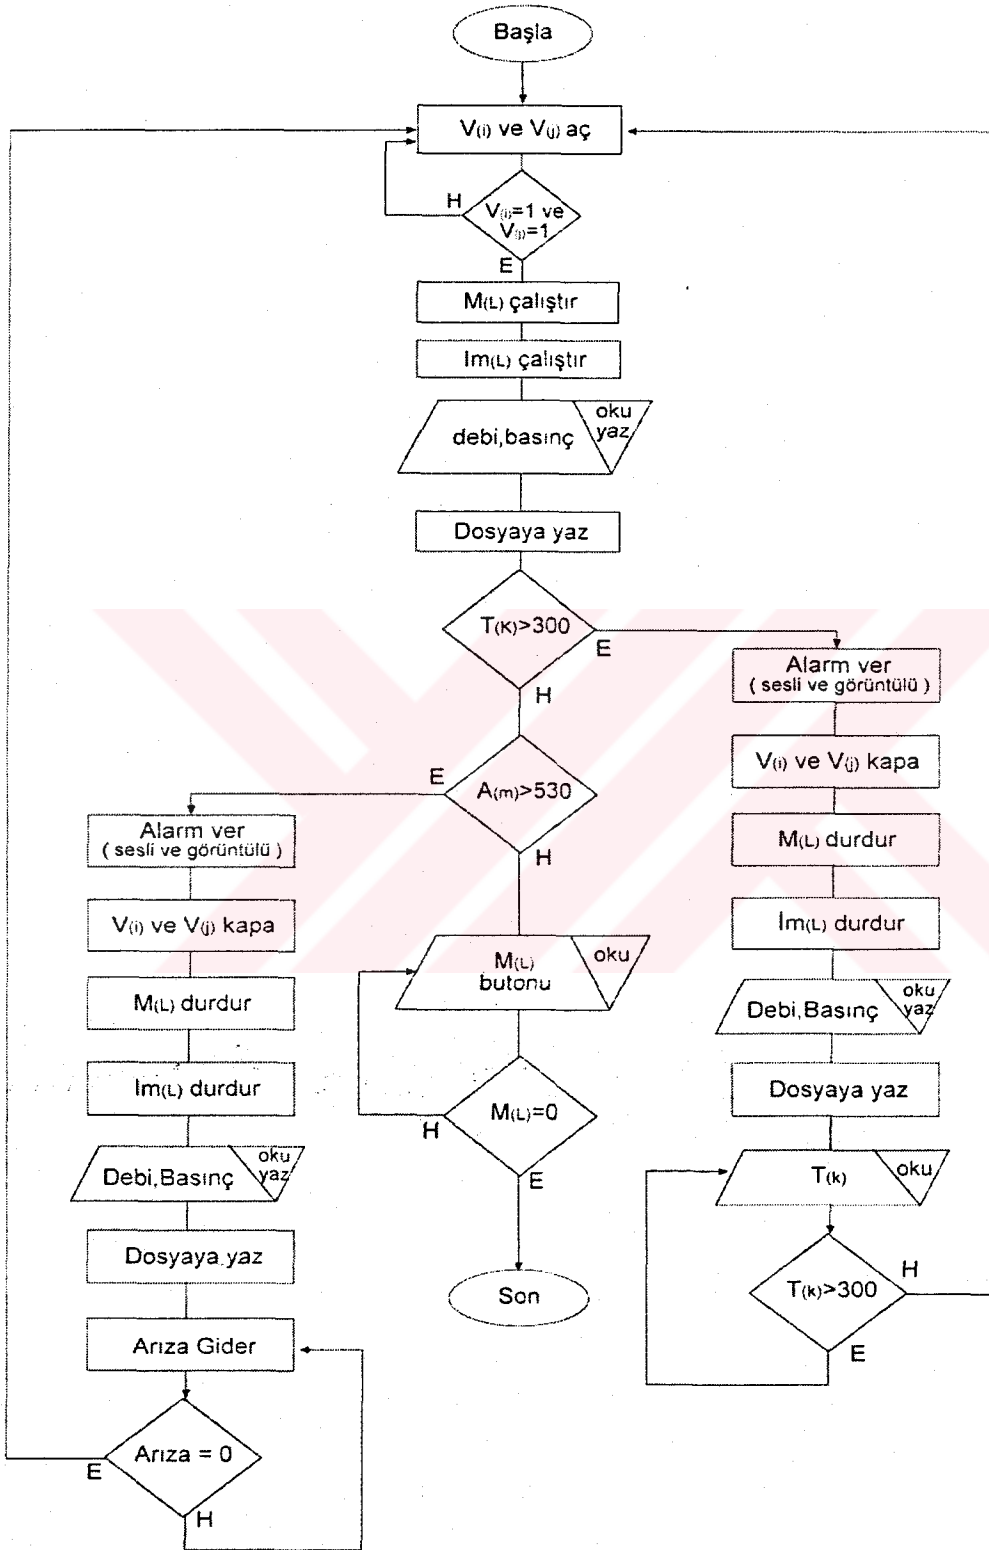 Başla
V(i) ve V(j) aç
H
V(i)=1 ve
V(j)=1
E
M(L) çalıştır
Im(L) çalıştır
debi,basınç
oku
yaz
Dosyaya yaz
T(K)>300
E
H
A(m)>530
E
H
M(L)
butonu
oku
M(L)=0
H
E
Son
Alarm ver
( sesli ve görüntülü )
V(i) ve V(j) kapa
M(L) durdur
Im(L) durdur
Debi,Basınç
oku
yaz
Dosyaya yaz
Arıza Gider
Arıza = 0
E
H
Alarm ver
( sesli ve görüntülü )
V(i) ve V(j) kapa
M(L) durdur
Im(L) durdur
Debi,Basınç
oku
yaz
Dosyaya yaz
T(k)
oku
T(k)>300
H
E